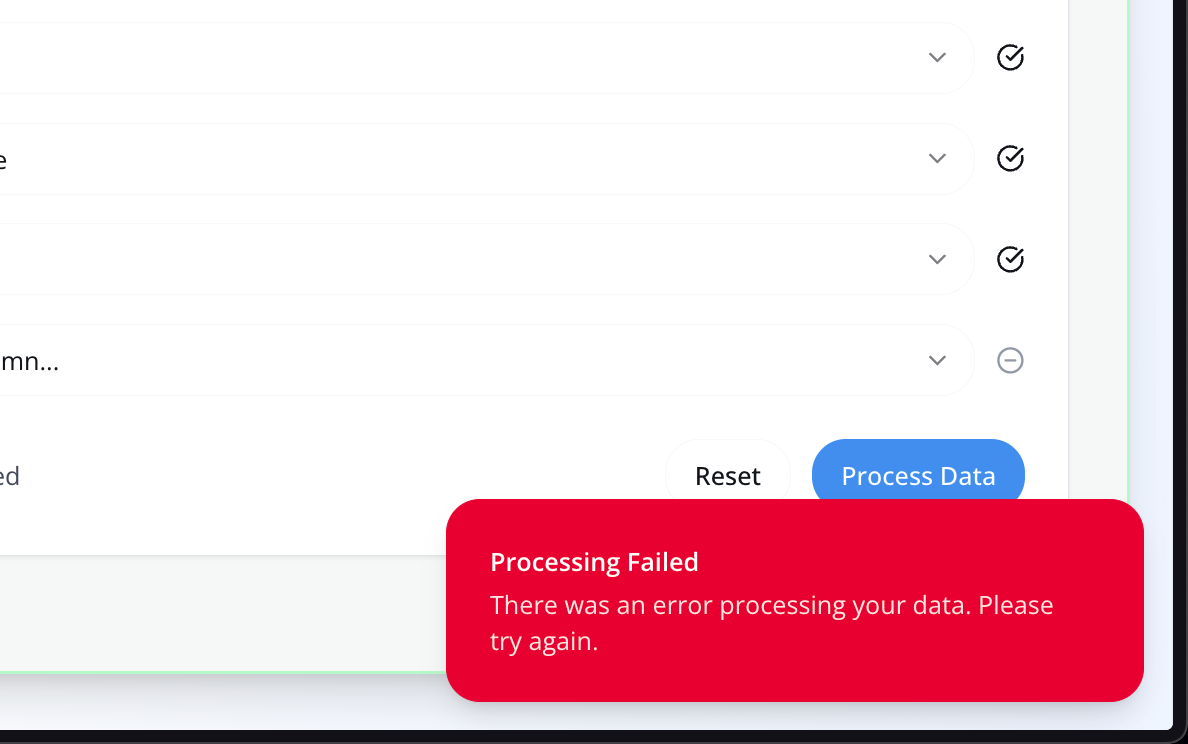 e
mn...
ed
Reset
Process Data
Processing Failed
There was an error processing your data. Please
try again.